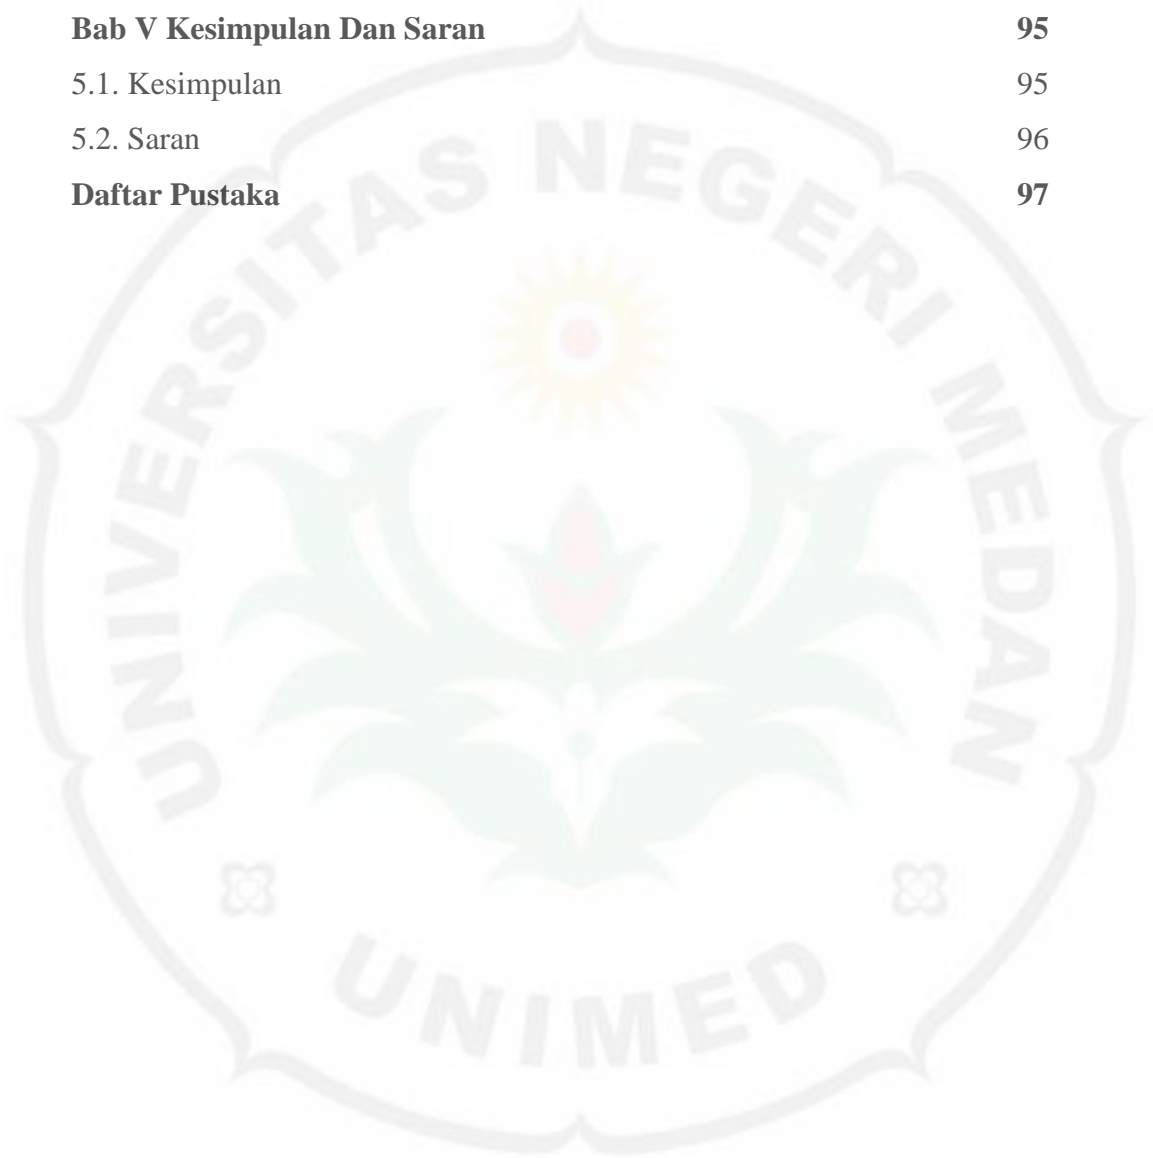 Bab V Kesimpulan Dan Saran 95
5.1. Kesimpulan 95
5.2. Saran 96
Daftar Pustaka 97
UNIVERSITAS NEGERI MEDAN
UNIMED